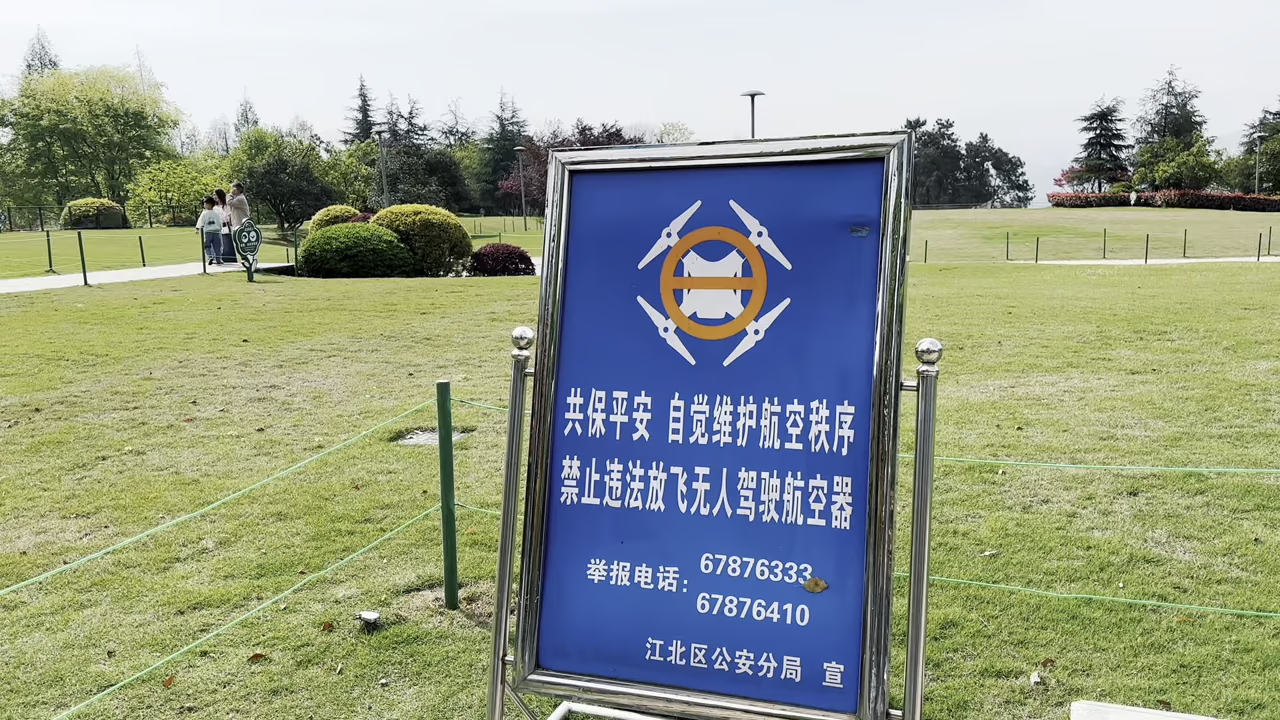 共保平安 自觉维护航空秩序
禁止违法放飞无人驾驶航空器
举报电话：67876333
67876410
江北区公安分局 宣